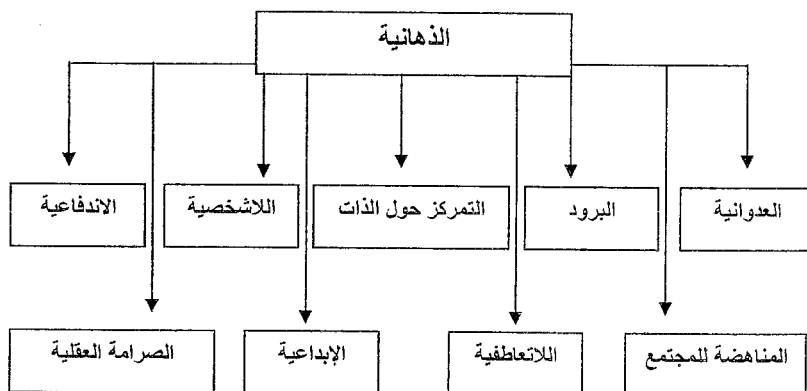 الذهانية
العدوانية
البرود
التمركز حول الذات
اللاشخصية
الاندفاعية
المناهضة للمجتمع
اللاتعاطفية
الإبداعية
الصرامة العقلية